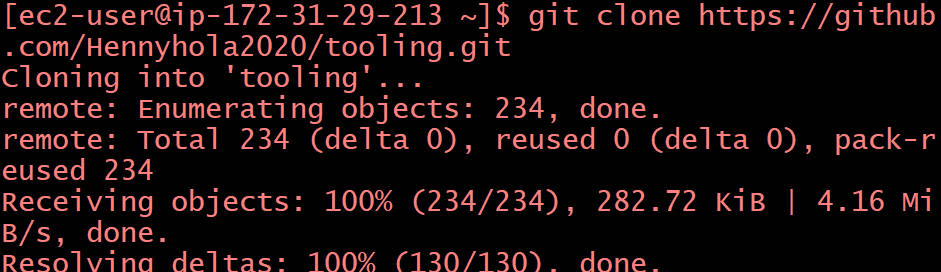 [ec2-user@ip-172-31-29-213 ~]$ git clone https://github
.com/Hennyhola2020/tooling.git
Cloning into 'tooling'...
remote: Enumerating objects: 234, done.
remote: Total 234 (delta 0), reused 0 (delta 0), pack-r
eused 234
Receiving objects: 100% (234/234), 282.72 KiB | 4.16 Mi
B/s, done.
Resolving deltas: 100% (130/130), done.